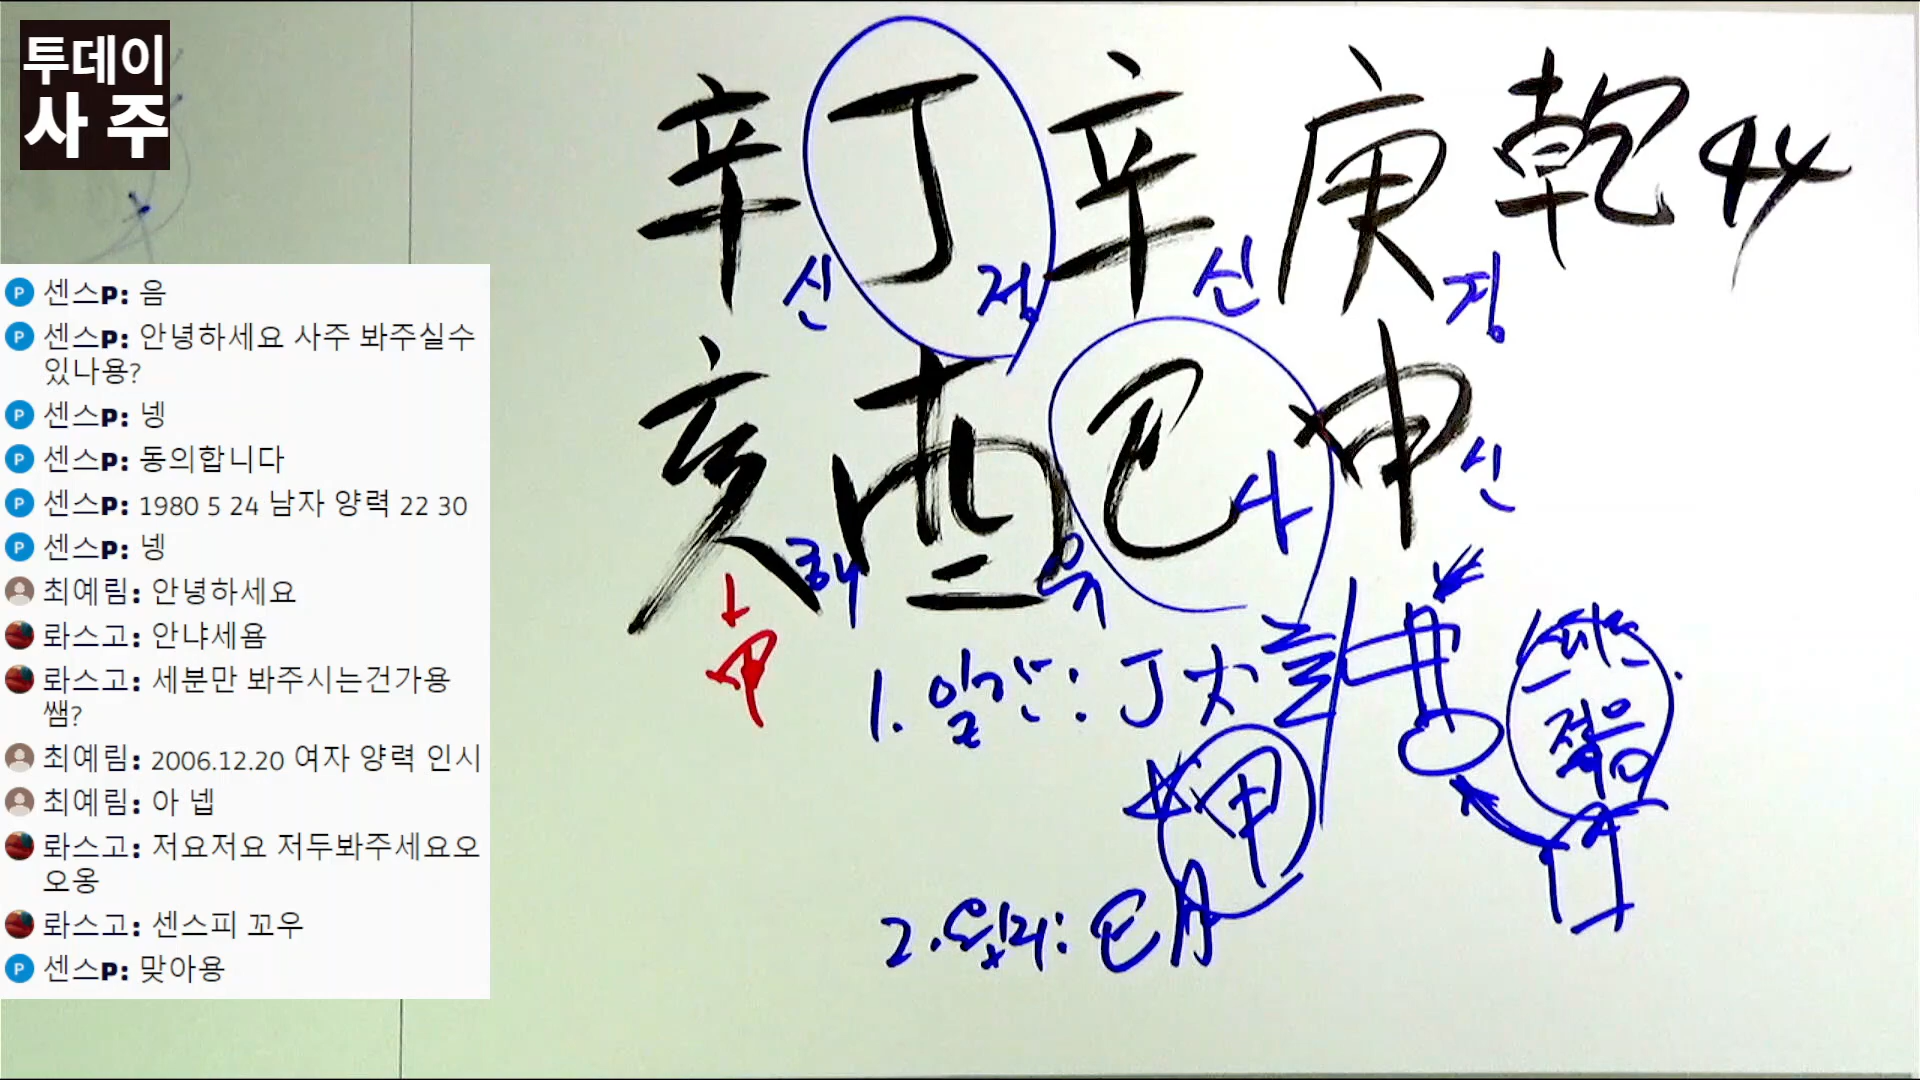 투데이
사주
辛丁辛庚乾44
신 정 신 경
亥丑巳申
해 유 사 신
甲
1. 일간: 丁火
甲
적음
2. 월지: 巳月
센스P: 음
센스P: 안녕하세요 사주 봐주실수
있나용?
센스P: 넹
센스P: 동의합니다
센스P: 1980 5 24 남자 양력 22 30
센스P: 넹
최예림: 안녕하세요
롸스고: 안냐세욤
롸스고: 세분만 봐주시는건가용
쌤?
최예림: 2006.12.20 여자 양력 인시
최예림: 아 넵
롸스고: 저요저요 저두봐주세요오
오옹
롸스고: 센스피 꼬우
센스P: 맞아용